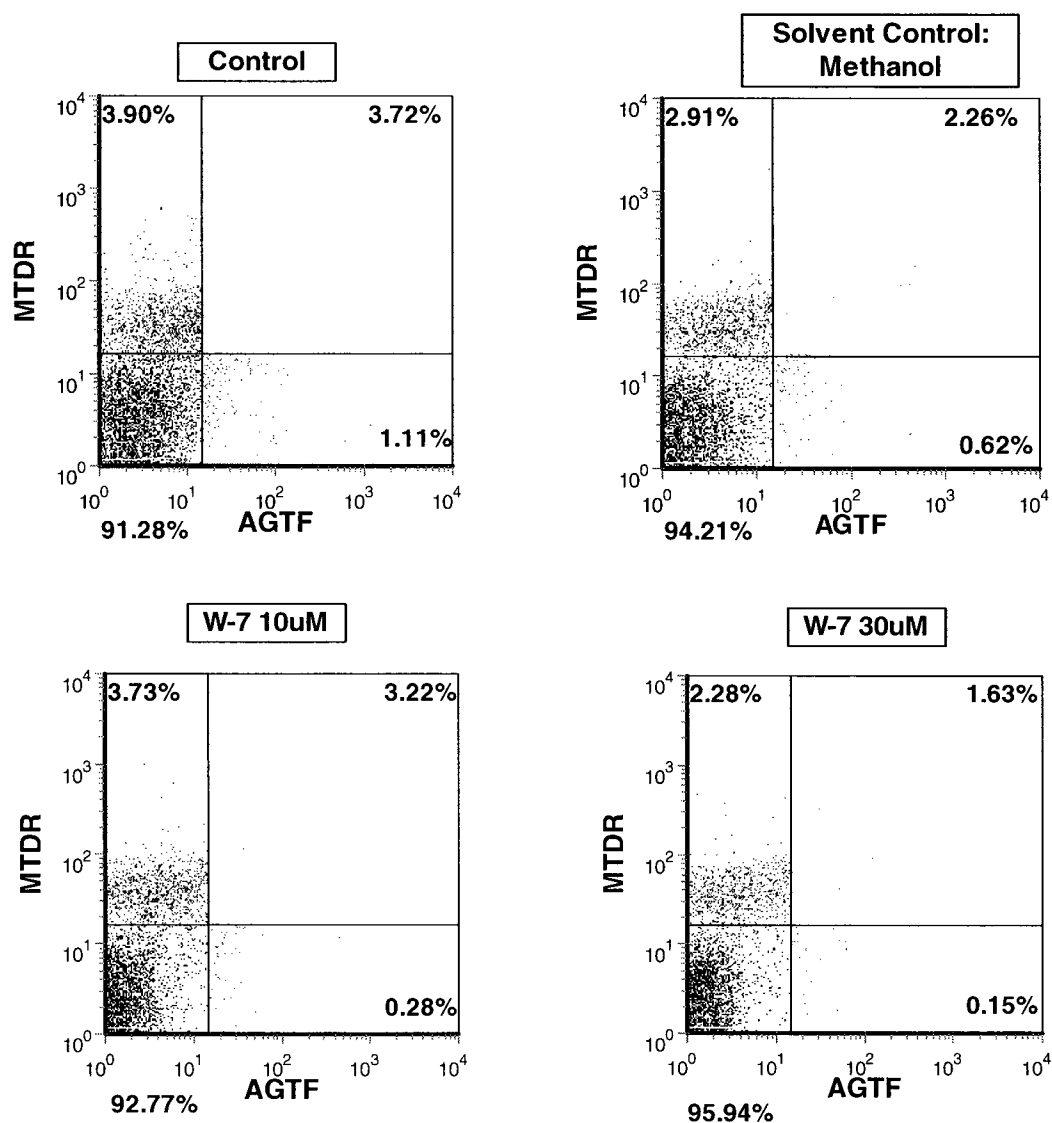 Control
Solvent Control:
Methanol
3.90%
3.72%
10^4
10^3
10^2
10^1
10^0
MTDR
1.11%
10^0 10^1 10^2 10^3 10^4
AGTF
91.28%
2.91%
2.26%
10^4
10^3
10^2
10^1
10^0
MTDR
0.62%
10^0 10^1 10^2 10^3 10^4
AGTF
94.21%
W-7 10uM
W-7 30uM
3.73%
3.22%
10^4
10^3
10^2
10^1
10^0
MTDR
0.28%
10^0 10^1 10^2 10^3 10^4
AGTF
92.77%
2.28%
1.63%
10^4
10^3
10^2
10^1
10^0
MTDR
0.15%
10^0 10^1 10^2 10^3 10^4
AGTF
95.94%